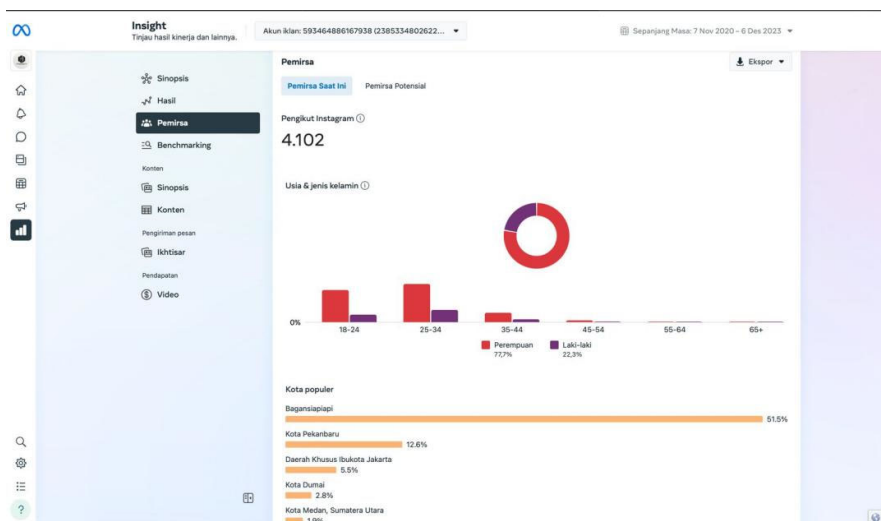 Insight
Tinjau hasil kinerja dan lainnya.
Akun iklan: 593464886167938 (2385334802622...
Sepanjang Masa: 7 Nov 2020 – 6 Des 2023
Sinopsis
Hasil
Pemirsa
Benchmarking
Konten
Sinopsis
Konten
Pengiriman pesan
Ikhtisar
Pendapatan
Video
?
Pemirsa
Ekspor
Pemirsa Saat Ini
Pemirsa Potensial
Pengikut Instagram
4.102
Usia & jenis kelamin
0%
18-24 25-34 35-44 45-54 55-64 65+
Perempuan Laki-laki
77,7% 22,3%
Kota populer
Bagansiapiapi
51.5%
Kota Pekanbaru
12.6%
Daerah Khusus Ibukota Jakarta
5.5%
Kota Dumai
2.8%
Kota Medan, Sumatera Utara
1.9%